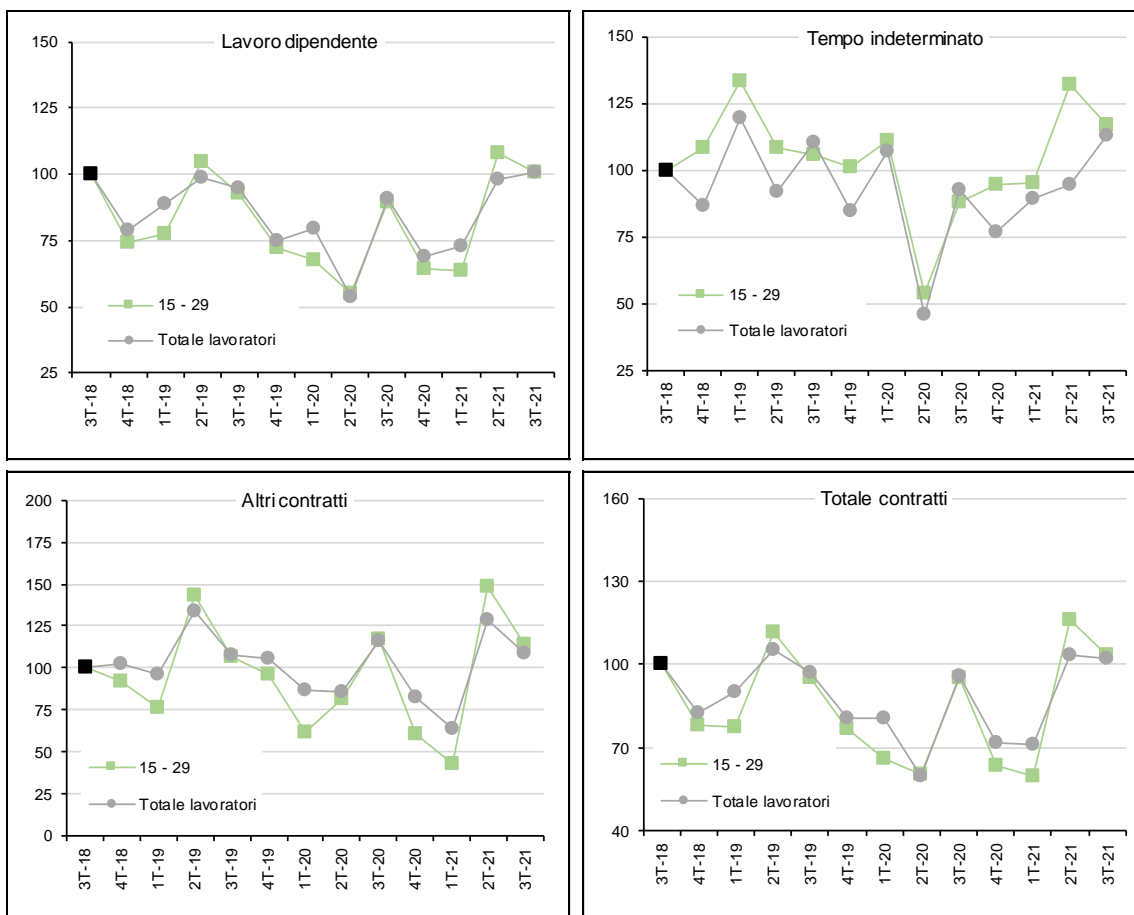 Lavoro dipendente
150
125
100
75
50
25
15 - 29
Totale lavoratori
3T-18
4T-18
1T-19
2T-19
3T-19
4T-19
1T-20
2T-20
3T-20
4T-20
1T-21
2T-21
3T-21
Tempo indeterminato
150
125
100
75
50
25
15 - 29
Totale lavoratori
3T-18
4T-18
1T-19
2T-19
3T-19
4T-19
1T-20
2T-20
3T-20
4T-20
1T-21
2T-21
3T-21
Altri contratti
200
175
150
125
100
75
50
25
0
15 - 29
Totale lavoratori
3T-18
4T-18
1T-19
2T-19
3T-19
4T-19
1T-20
2T-20
3T-20
4T-20
1T-21
2T-21
3T-21
Totale contratti
160
130
100
70
40
15 - 29
Totale lavoratori
3T-18
4T-18
1T-19
2T-19
3T-19
4T-19
1T-20
2T-20
3T-20
4T-20
1T-21
2T-21
3T-21